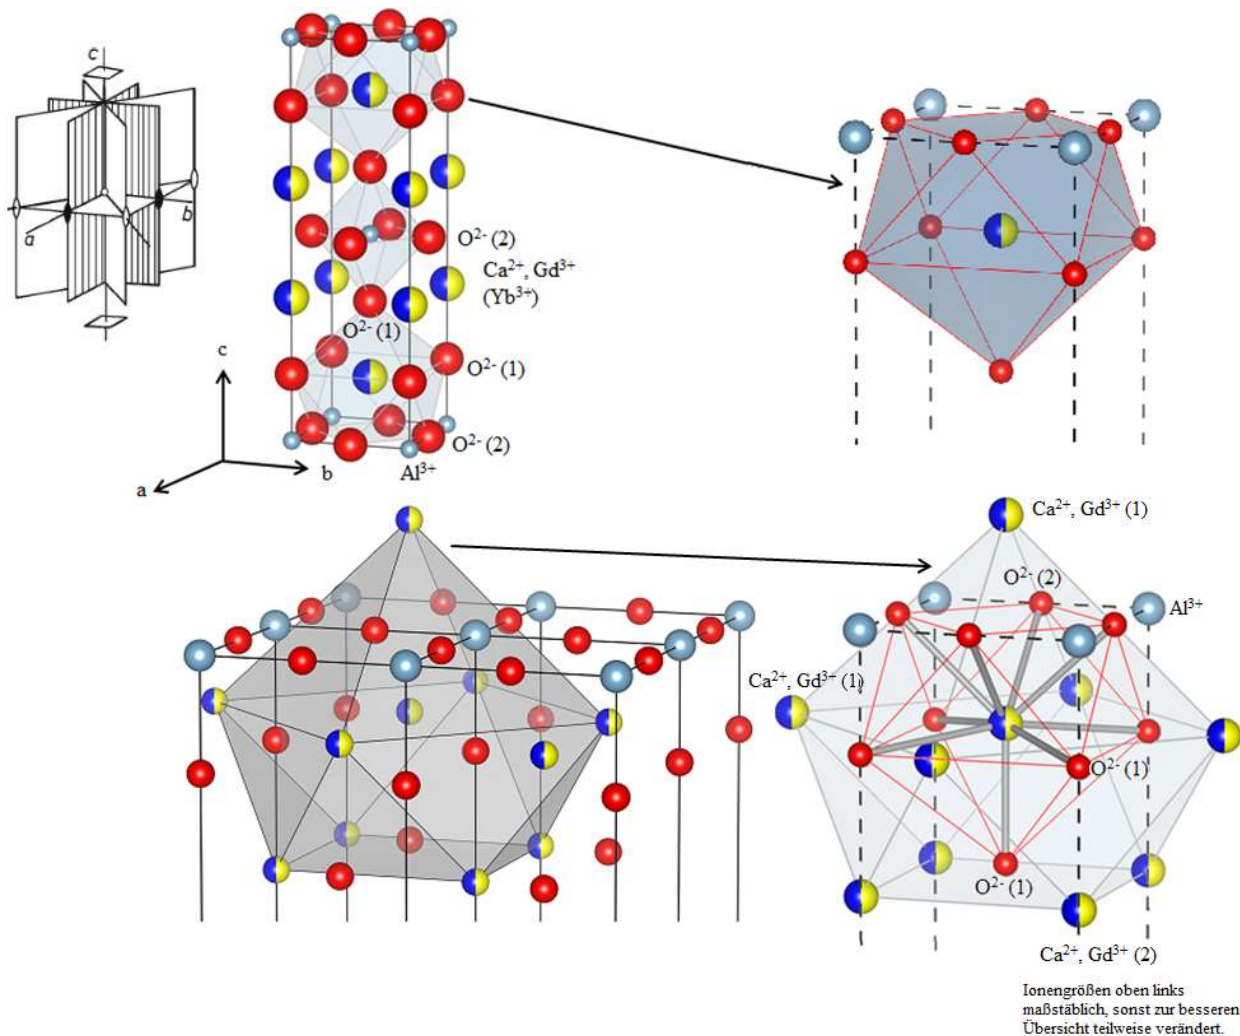 c
a
b
O²⁻ (2)
Ca²⁺, Gd³⁺
(Yb³⁺)
O²⁻ (1)
O²⁻ (1)
O²⁻ (2)
Al³⁺
c
b
a
Ca²⁺, Gd³⁺ (1)
O²⁻ (2)
Al³⁺
Ca²⁺, Gd³⁺ (1)
O²⁻ (1)
O²⁻ (1)
Ca²⁺, Gd³⁺ (2)
Ionengrößen oben links
maßstäblich, sonst zur besseren
Übersicht teilweise verändert.